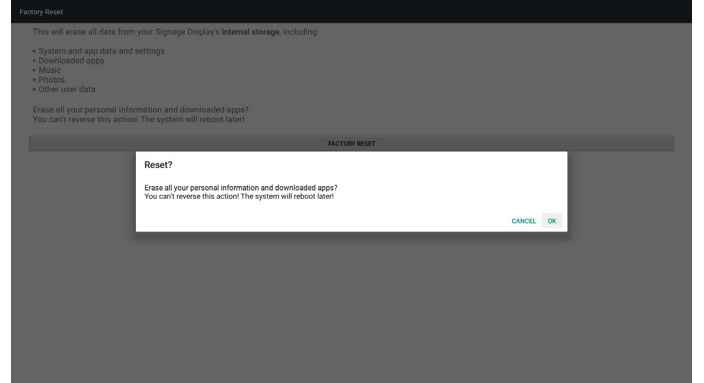 Factory Reset
This will erase all data from your Signage Display's internal storage, including:
• System and app data and settings
• Downloaded apps
• Music
• Photos
• Other user data
Erase all your personal information and downloaded apps?
You can't reverse this action! The system will reboot later!
FACTORY RESET
Reset?
Erase all your personal information and downloaded apps?
You can't reverse this action! The system will reboot later!
CANCEL OK